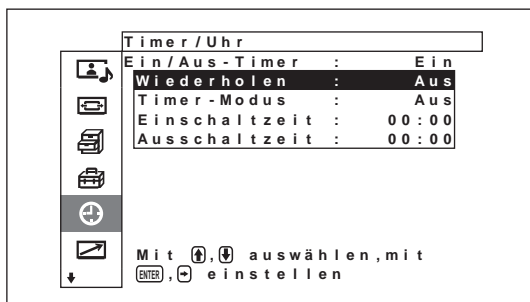 Timer/Uhr
Ein/Aus-Timer : Ein
Wiederholen : Aus
Timer-Modus : Aus
Einschaltzeit : 00:00
Ausschaltzeit : 00:00
Mit ↑,↓ auswählen,mit
ENTER,→ einstellen